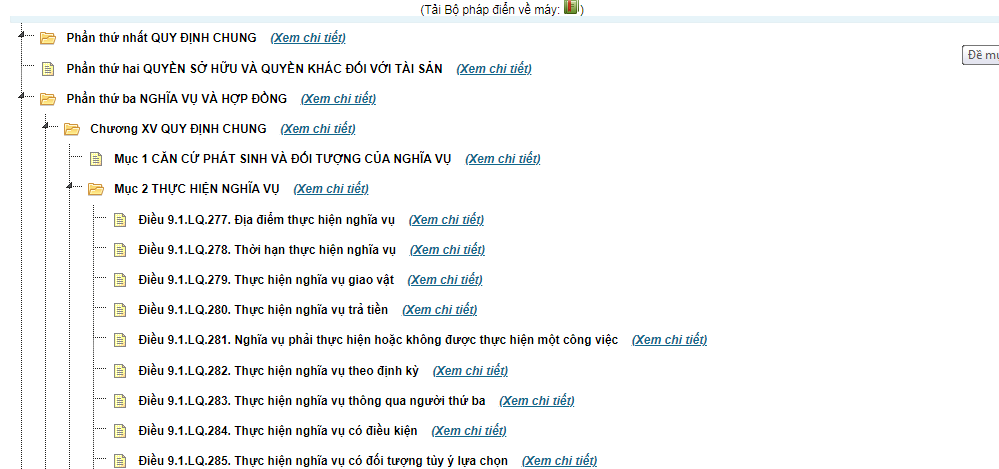 (Tải Bộ pháp điển về máy: )
Phần thứ nhất QUY ĐỊNH CHUNG (Xem chi tiết)
Đề mụ
Phần thứ hai QUYỀN SỞ HỮU VÀ QUYỀN KHÁC ĐỐI VỚI TÀI SẢN (Xem chi tiết)
Phần thứ ba NGHĨA VỤ VÀ HỢP ĐỒNG (Xem chi tiết)
Chương XV QUY ĐỊNH CHUNG (Xem chi tiết)
Mục 1 CĂN CỨ PHÁT SINH VÀ ĐỐI TƯỢNG CỦA NGHĨA VỤ (Xem chi tiết)
Mục 2 THỰC HIỆN NGHĨA VỤ (Xem chi tiết)
Điều 9.1.LQ.277. Địa điểm thực hiện nghĩa vụ (Xem chi tiết)
Điều 9.1.LQ.278. Thời hạn thực hiện nghĩa vụ (Xem chi tiết)
Điều 9.1.LQ.279. Thực hiện nghĩa vụ giao vật (Xem chi tiết)
Điều 9.1.LQ.280. Thực hiện nghĩa vụ trả tiền (Xem chi tiết)
Điều 9.1.LQ.281. Nghĩa vụ phải thực hiện hoặc không được thực hiện một công việc (Xem chi tiết)
Điều 9.1.LQ.282. Thực hiện nghĩa vụ theo định kỳ (Xem chi tiết)
Điều 9.1.LQ.283. Thực hiện nghĩa vụ thông qua người thứ ba (Xem chi tiết)
Điều 9.1.LQ.284. Thực hiện nghĩa vụ có điều kiện (Xem chi tiết)
Điều 9.1.LQ.285. Thực hiện nghĩa vụ có đối tượng tùy ý lựa chọn (Xem chi tiết)